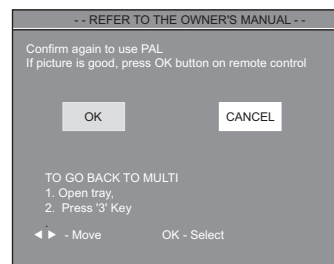 - - REFER TO THE OWNER'S MANUAL - -
Confirm again to use PAL
If picture is good, press OK button on remote control
OK CANCEL
TO GO BACK TO MULTI
1. Open tray,
2. Press '3' Key
◄ ► - Move OK - Select